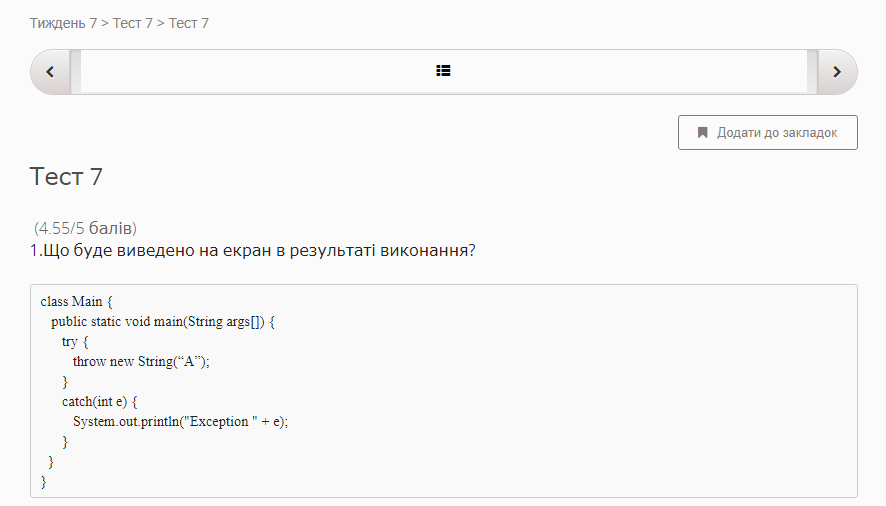 Тиждень 7 > Тест 7 > Тест 7
Додати до закладок
Тест 7
(4.55/5 балів)
1.Що буде виведено на екран в результаті виконання?
class Main {
public static void main(String args[]) {
try {
throw new String(“A”);
}
catch(int e) {
System.out.println("Exception " + e);
}
}
}